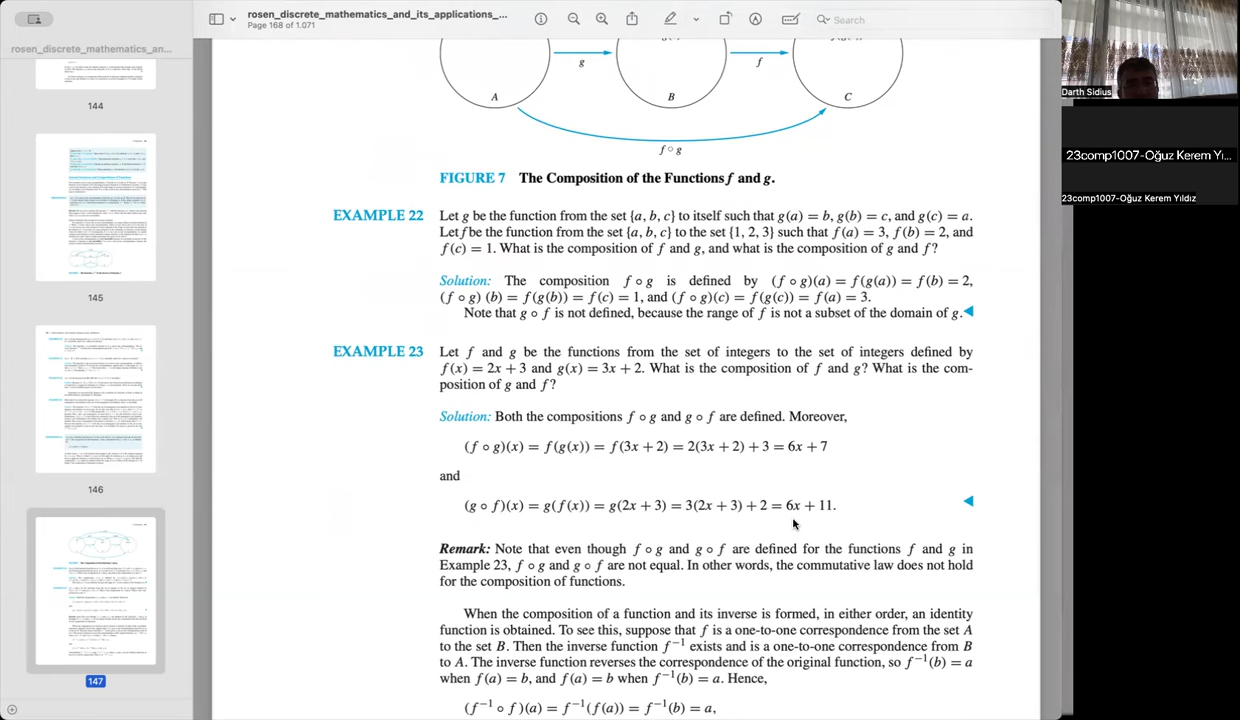 rosen_discrete_mathematics_and_its_applications_...
Page 168 of 1.071
Search
rosen_discrete_mathematics_an...
144
145
146
147
g
f
A
B
C
f ∘ g
FIGURE 7 The Composition of the Functions f and g.
EXAMPLE 22 Let g be the function from the set {a, b, c} to itself such that g(a) = b, g(b) = c, and g(c) = a.
Let f be the function from the set {a, b, c} to the set {1, 2, 3} such that f(a) = 3, f(b) = 2, and
f(c) = 1. What is the composition of f and g, and what is the composition of g and f?
Solution: The composition f ∘ g is defined by (f ∘ g)(a) = f(g(a)) = f(b) = 2,
(f ∘ g) (b) = f(g(b)) = f(c) = 1, and (f ∘ g)(c) = f(g(c)) = f(a) = 3.
Note that g ∘ f is not defined, because the range of f is not a subset of the domain of g.
EXAMPLE 23 Let f and g be the functions from the set of integers to the set of integers defined by
f(x) = 2x + 3 and g(x) = 3x + 2. What is the composition of f and g? What is the com-
position of g and f?
Solution: Both the compositions f ∘ g and g ∘ f are defined. Moreover,
(f ∘ g)(x) = f(g(x)) = f(3x + 2) = 2(3x + 2) + 3 = 6x + 7
and
(g ∘ f)(x) = g(f(x)) = g(2x + 3) = 3(2x + 3) + 2 = 6x + 11.
Remark: Note that even though f ∘ g and g ∘ f are defined for the functions f and g in
Example 23, f ∘ g and g ∘ f are not equal. In other words, the commutative law does not hold
for the composition of functions.
When the composition of a function and its inverse is formed, in either order, an identity
function is obtained. To see this, suppose that f is a one-to-one correspondence from the set A
to the set B. Then the inverse function f⁻¹ exists and is a one-to-one correspondence from B
to A. The inverse function reverses the correspondence of the original function, so f⁻¹(b) = a
when f(a) = b, and f(a) = b when f⁻¹(b) = a. Hence,
(f⁻¹ ∘ f)(a) = f⁻¹(f(a)) = f⁻¹(b) = a,
Darth Sidius
23comp1007-Oğuz Kerem Yı...
23comp1007-Oğuz Kerem Yıldız